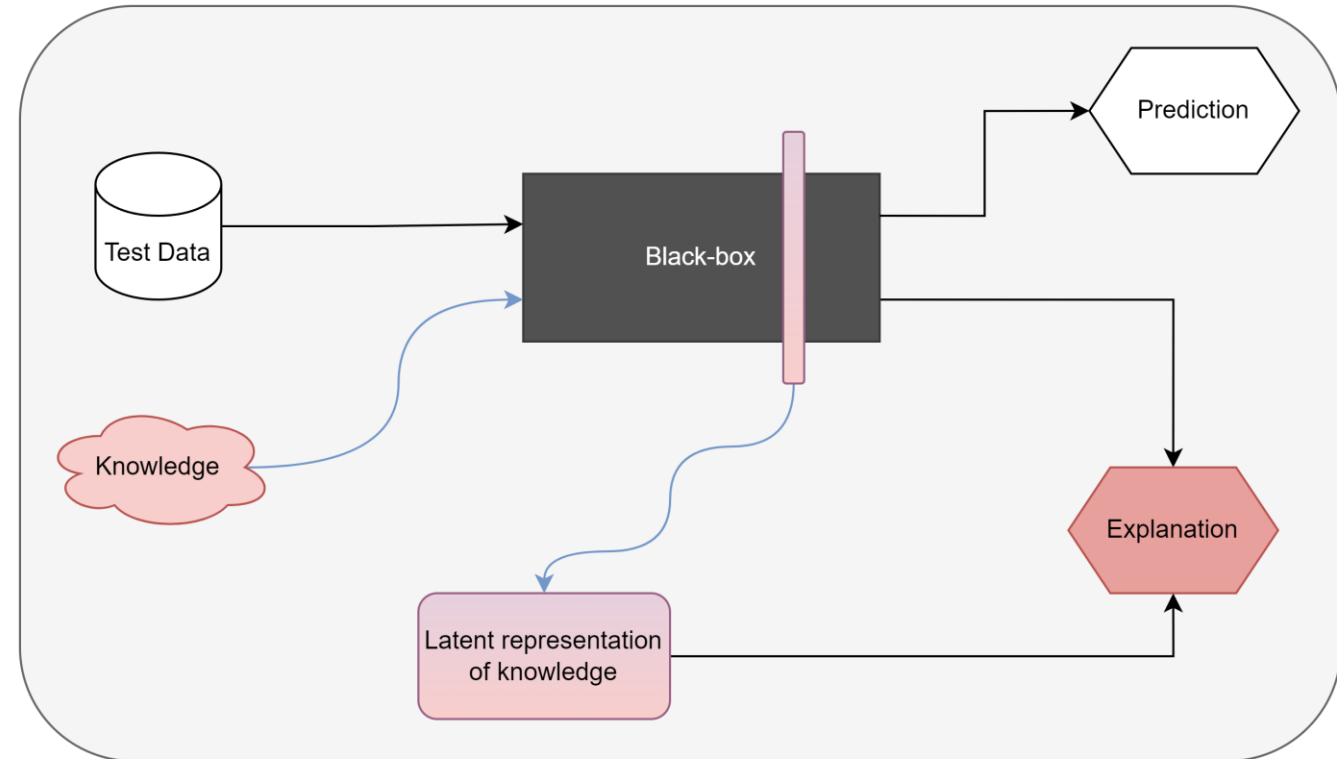 Prediction
Test Data
Black-box
Knowledge
Explanation
Latent representation
of knowledge